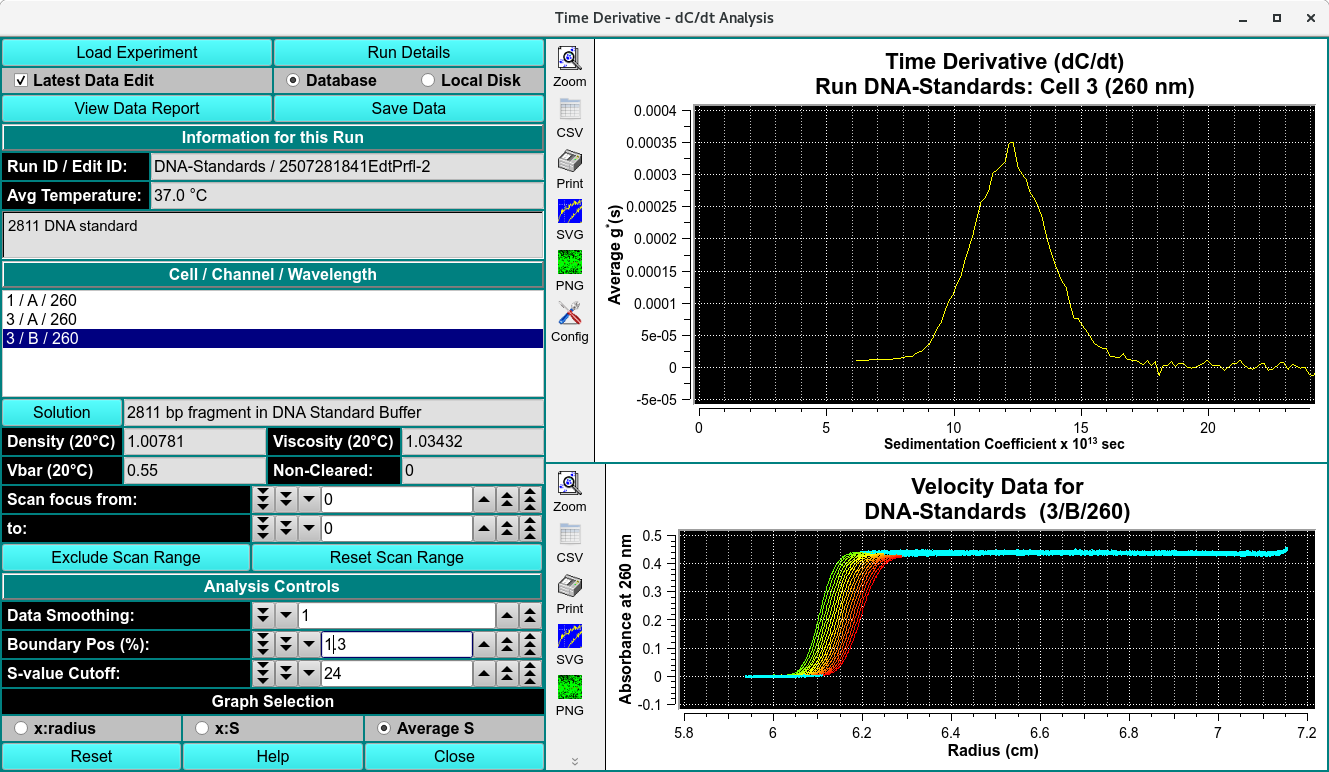 Time Derivative - dC/dt Analysis
Load Experiment
Run Details
Latest Data Edit
Database
Local Disk
View Data Report
Save Data
Information for this Run
Run ID / Edit ID:
DNA-Standards / 2507281841EdtPrfl-2
Avg Temperature:
37.0 °C
2811 DNA standard
Cell / Channel / Wavelength
1 / A / 260
3 / A / 260
3 / B / 260
Solution
2811 bp fragment in DNA Standard Buffer
Density (20°C)
1.00781
Viscosity (20°C)
1.03432
Vbar (20°C)
0.55
Non-Cleared:
0
Scan focus from:
0
to:
0
Exclude Scan Range
Reset Scan Range
Analysis Controls
Data Smoothing:
1
Boundary Pos (%):
1.3
S-value Cutoff:
24
Graph Selection
x:radius
x:S
Average S
Reset
Help
Close
Zoom
CSV
Print
SVG
PNG
Config
Time Derivative (dC/dt)
Run DNA-Standards: Cell 3 (260 nm)
Average g*(s)
0.0004
0.00035
0.0003
0.00025
0.0002
0.00015
0.0001
5e-05
0
-5e-05
0
5
10
15
20
Sedimentation Coefficient x 10¹³ sec
Zoom
CSV
Print
SVG
PNG
Velocity Data for
DNA-Standards (3/B/260)
Absorbance at 260 nm
0.5
0.4
0.3
0.2
0.1
0
-0.1
5.8
6
6.2
6.4
6.6
6.8
7
7.2
Radius (cm)